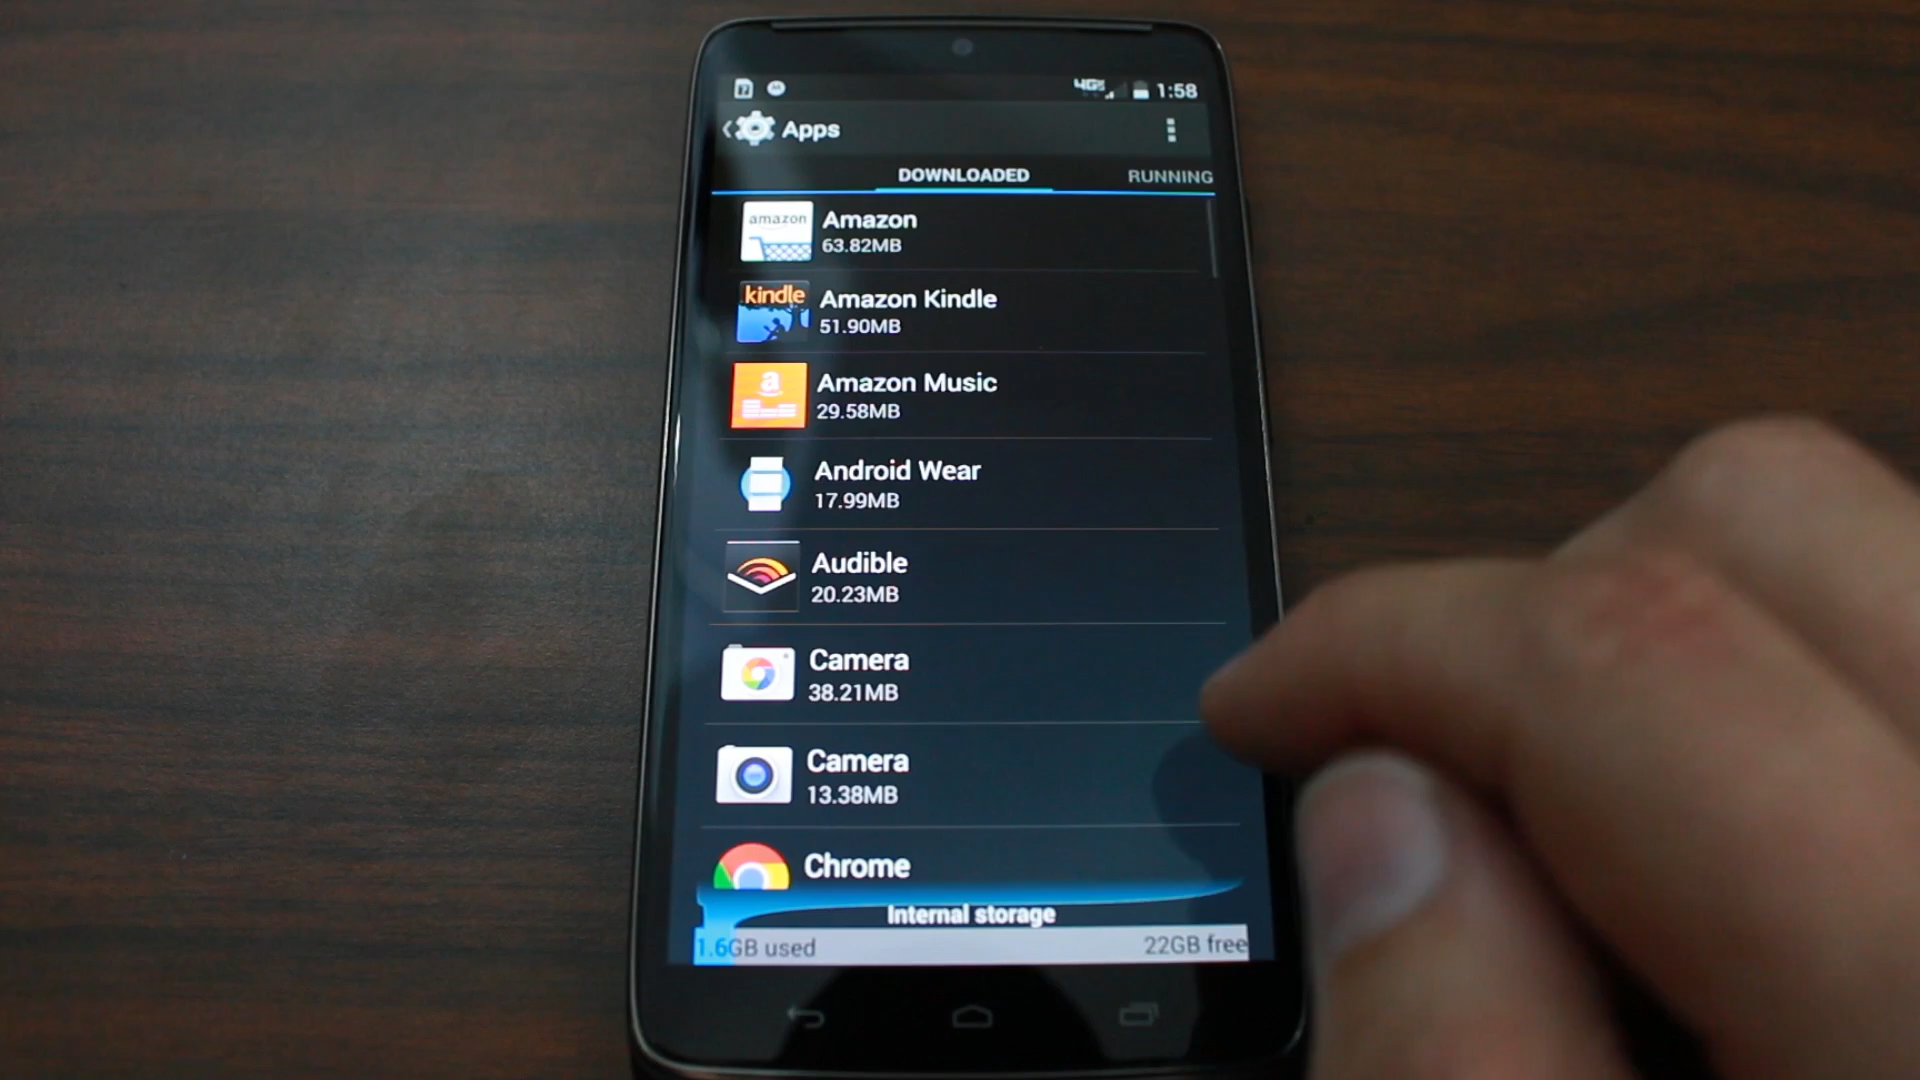 4G 1:58
Apps
DOWNLOADED RUNNING
amazon Amazon
63.82MB
kindle Amazon Kindle
51.90MB
a Amazon Music
29.58MB
Android Wear
17.99MB
Audible
20.23MB
Camera
38.21MB
Camera
13.38MB
Chrome
Internal storage
1.6GB used 22GB free